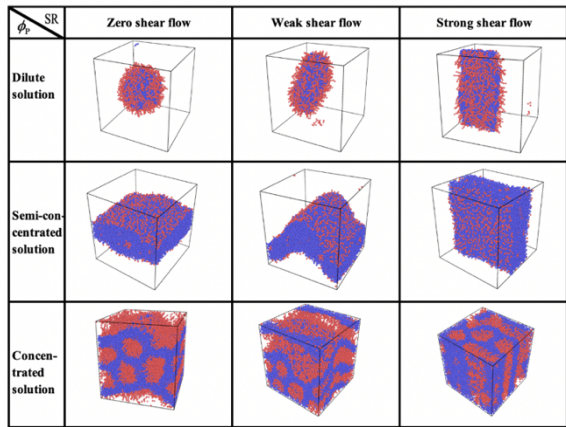 SR
ϕP
Zero shear flow
Weak shear flow
Strong shear flow
Dilute
solution
Semi-con-
centrated
solution
Concen-
trated
solution